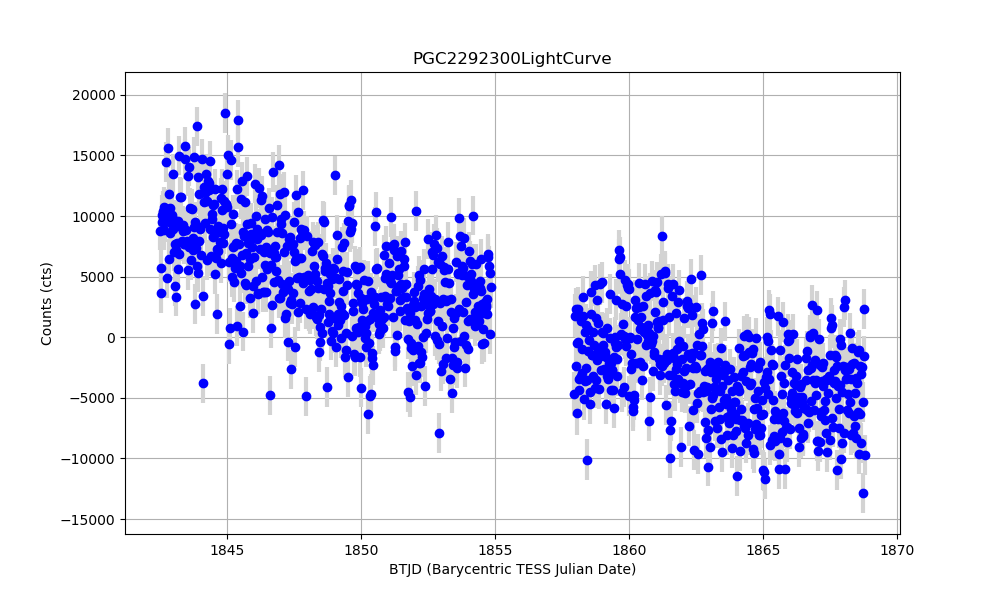 PGC2292300LightCurve
20000
15000
10000
5000
0
−5000
−10000
−15000
Counts (cts)
1845 1850 1855 1860 1865 1870
BTJD (Barycentric TESS Julian Date)